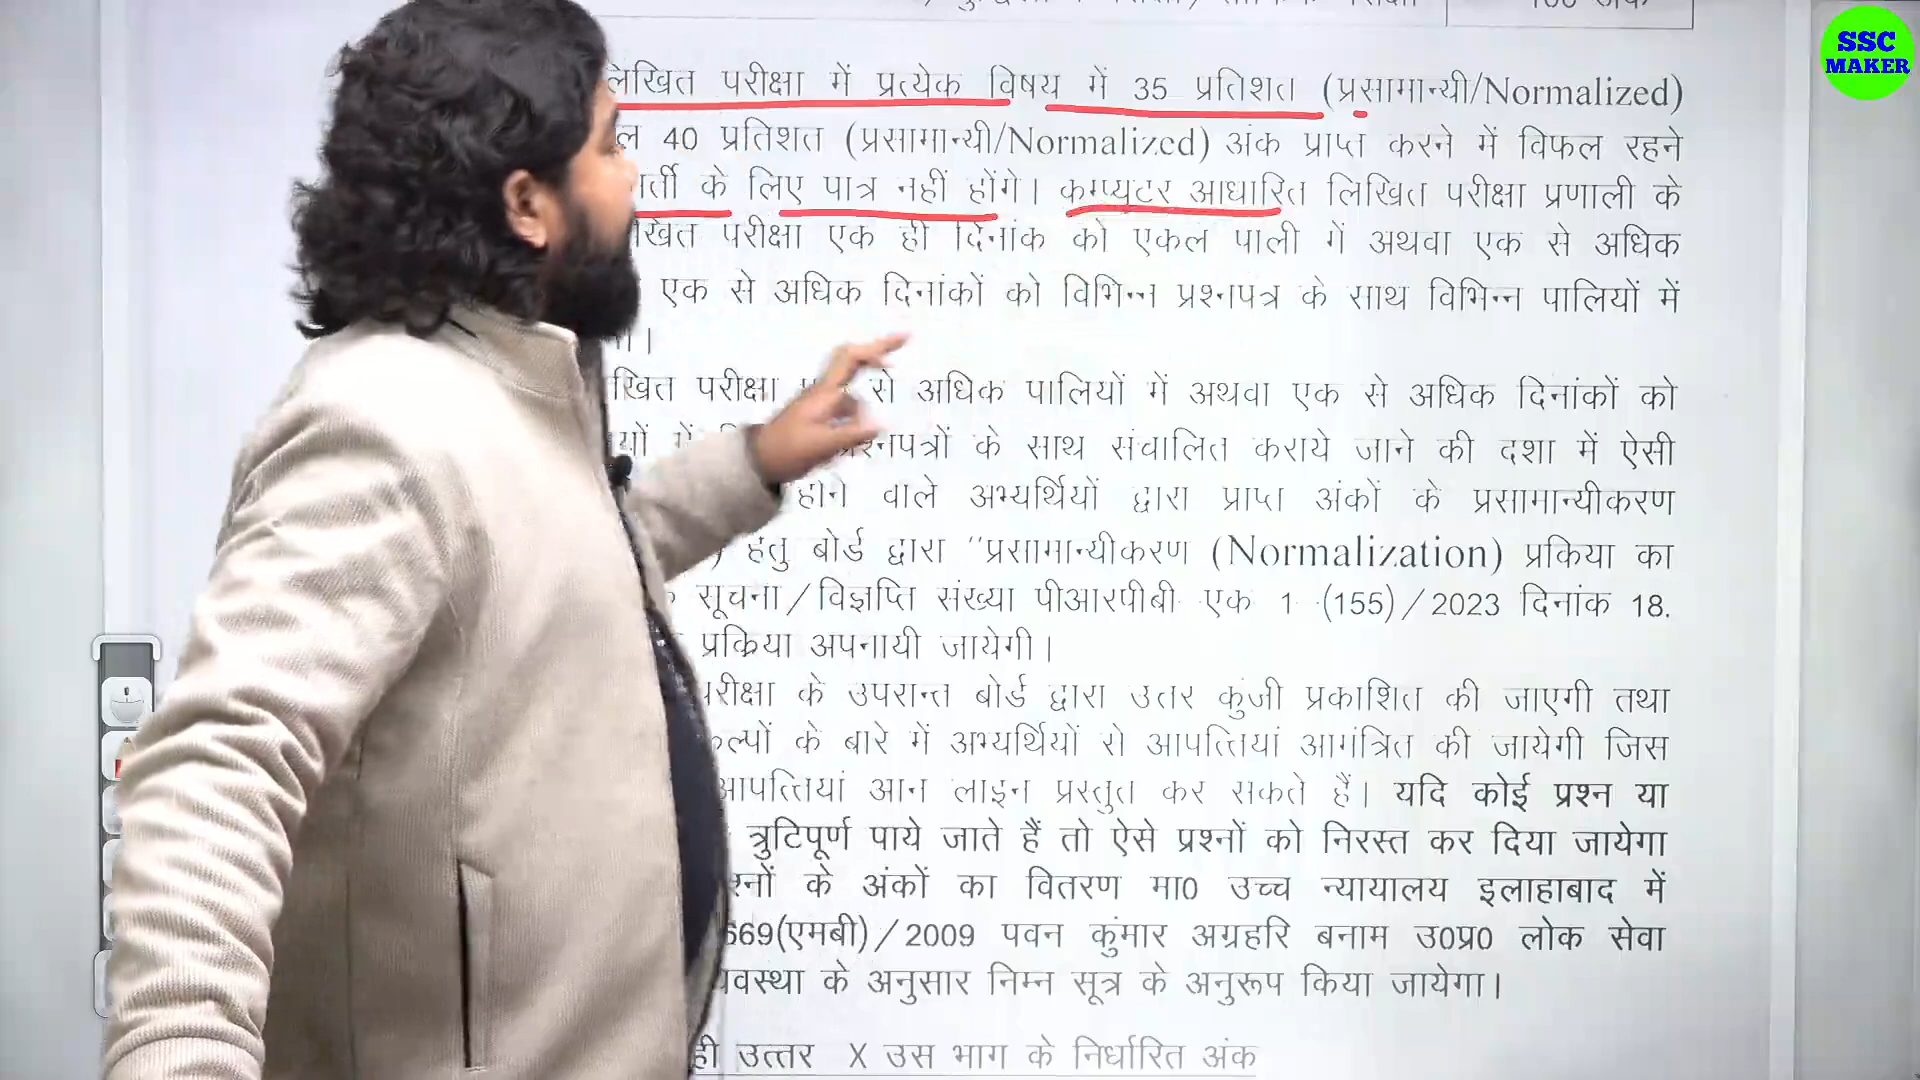 SSC
MAKER
100 अंक
लिखित परीक्षा में प्रत्येक विषय में 35 प्रतिशत (प्रसामान्यी/Normalized)
40 प्रतिशत (प्रसामान्यी/Normalized) अंक प्राप्त करने में विफल रहने
के लिए पात्र नहीं होंगे। कम्प्यूटर आधारित लिखित परीक्षा प्रणाली के
परीक्षा एक ही दिनांक को एकल पाली में अथवा एक से अधिक
एक से अधिक दिनांकों को विभिन्न प्रश्नपत्र के साथ विभिन्न पालियों में
परीक्षा से अधिक पालियों में अथवा एक से अधिक दिनांकों को
के साथ संचालित कराये जाने की दशा में ऐसी
होने वाले अभ्यर्थियों द्वारा प्राप्त अंकों के प्रसामान्यीकरण
हेतु बोर्ड द्वारा "प्रसामान्यीकरण (Normalization) प्रकिया का
सूचना/विज्ञप्ति संख्या पीआरपीबी एक 1 (155)/2023 दिनांक 18.
प्रक्रिया अपनायी जायेगी।
के उपरान्त बोर्ड द्वारा उत्तर कुंजी प्रकाशित की जाएगी तथा
के बारे में अभ्यर्थियों से आपत्तियां आमंत्रित की जायेगी जिस
आपत्तियां आन लाइन प्रस्तुत कर सकते हैं। यदि कोई प्रश्न या
त्रुटिपूर्ण पाये जाते हैं तो ऐसे प्रश्नों को निरस्त कर दिया जायेगा
के अंकों का वितरण मा0 उच्च न्यायालय इलाहाबाद में
669(एमबी)/2009 पवन कुंमार अग्रहरि बनाम उ0प्र0 लोक सेवा
के अनुसार निम्न सूत्र के अनुरूप किया जायेगा।
उत्तर X उस भाग के निर्धारित अंक